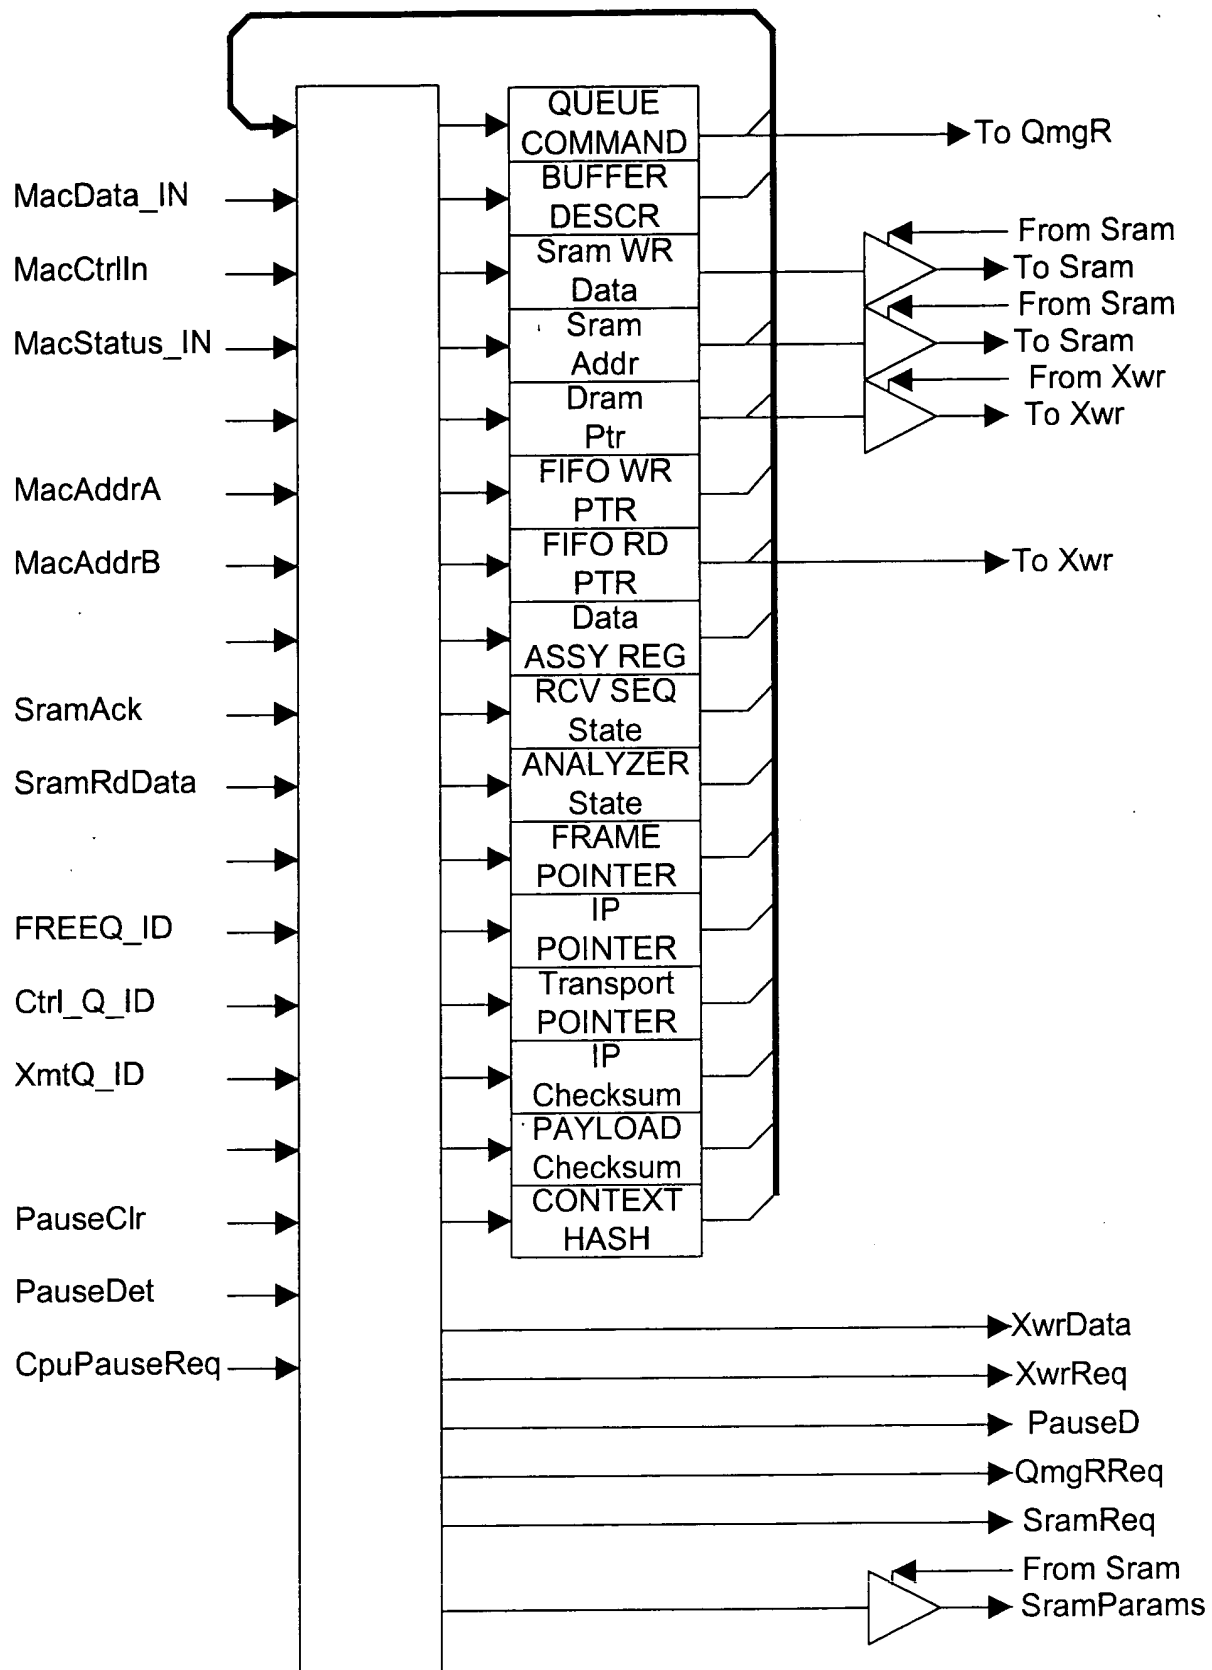 QUEUE
COMMAND
To QmgR
BUFFER
DESCR
MacData_IN
From Sram
Sram WR
Data
To Sram
MacCtrlIn
From Sram
Sram
Addr
To Sram
MacStatus_IN
From Xwr
Dram
Ptr
To Xwr
FIFO WR
PTR
MacAddrA
FIFO RD
PTR
MacAddrB
To Xwr
Data
ASSY REG
RCV SEQ
State
SramAck
ANALYZER
State
SramRdData
FRAME
POINTER
IP
POINTER
FREEQ_ID
Transport
POINTER
Ctrl_Q_ID
IP
Checksum
XmtQ_ID
PAYLOAD
Checksum
CONTEXT
HASH
PauseClr
PauseDet
XwrData
CpuPauseReq
XwrReq
PauseD
QmgRReq
SramReq
From Sram
SramParams